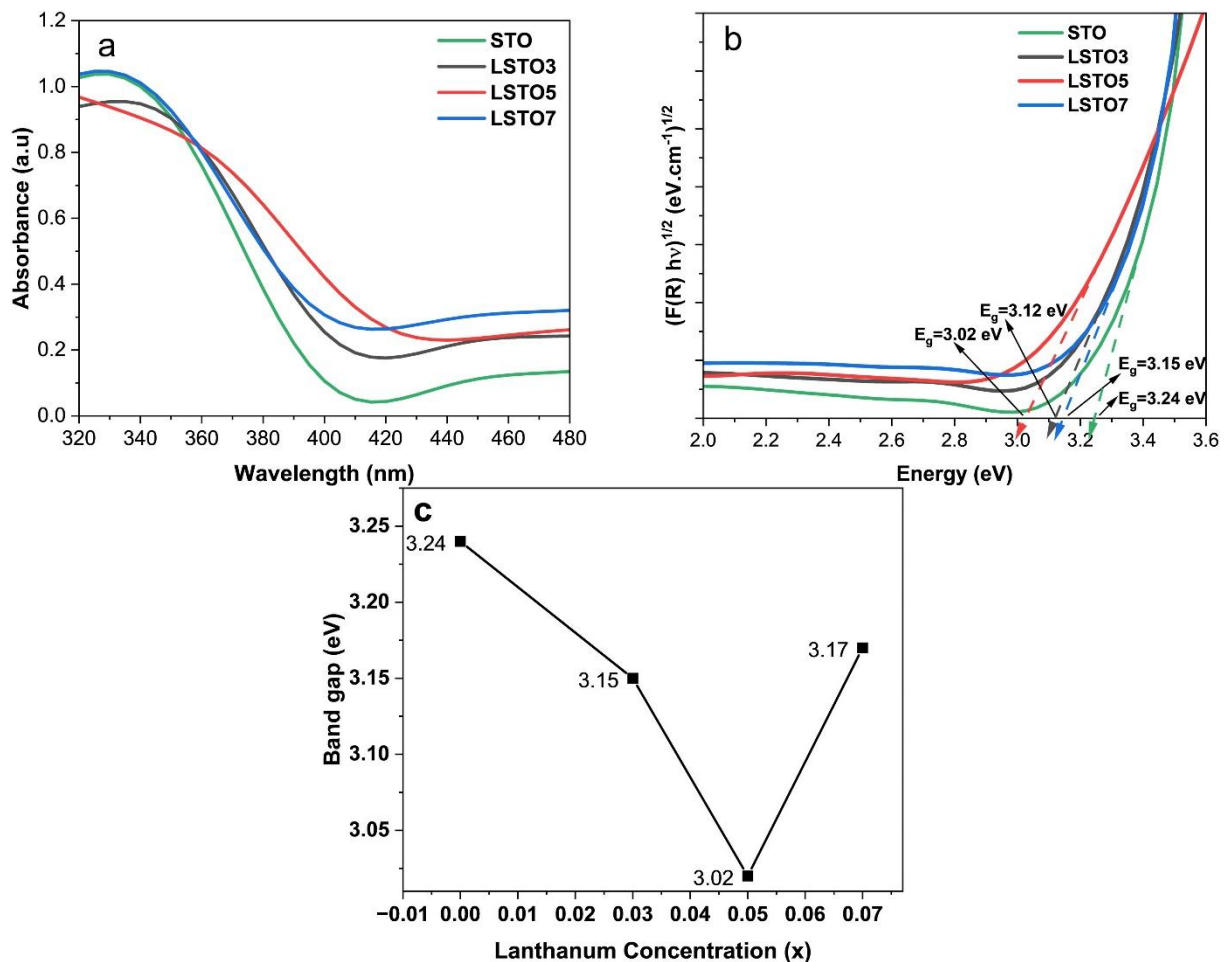 a
STO
LSTO3
LSTO5
LSTO7
1.2
1.0
0.8
0.6
0.4
0.2
0.0
Absorbance (a.u)
320
340
360
380
400
420
440
460
480
Wavelength (nm)
b
STO
LSTO3
LSTO5
LSTO7
(F(R) hν)^1/2 (eV.cm⁻¹)^1/2
E_g=3.12 eV
E_g=3.02 eV
E_g=3.15 eV
E_g=3.24 eV
2.0
2.2
2.4
2.6
2.8
3.0
3.2
3.4
3.6
Energy (eV)
c
3.25
3.20
3.15
3.10
3.05
Band gap (eV)
3.24
3.15
3.17
3.02
−0.01
0.00
0.01
0.02
0.03
0.04
0.05
0.06
0.07
Lanthanum Concentration (x)